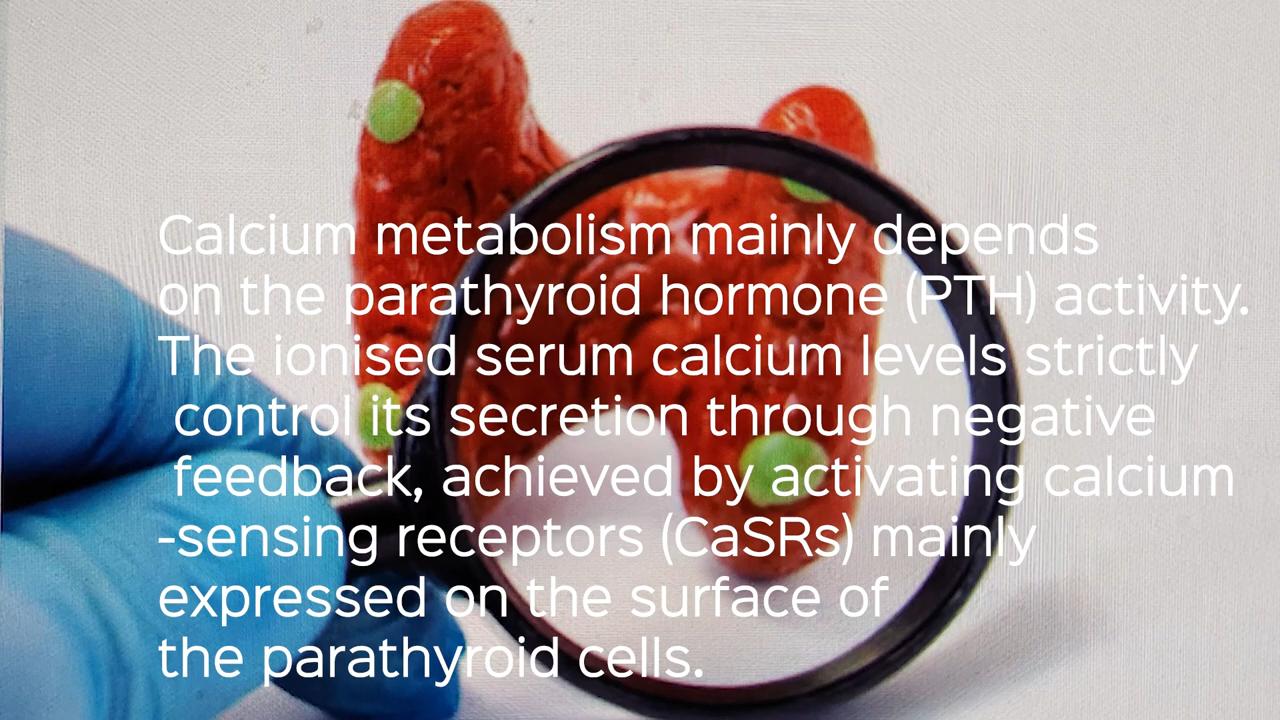 Calcium metabolism mainly depends
on the parathyroid hormone (PTH) activity.
The ionised serum calcium levels strictly
control its secretion through negative
feedback, achieved by activating calcium
-sensing receptors (CaSRs) mainly
expressed on the surface of
the parathyroid cells.